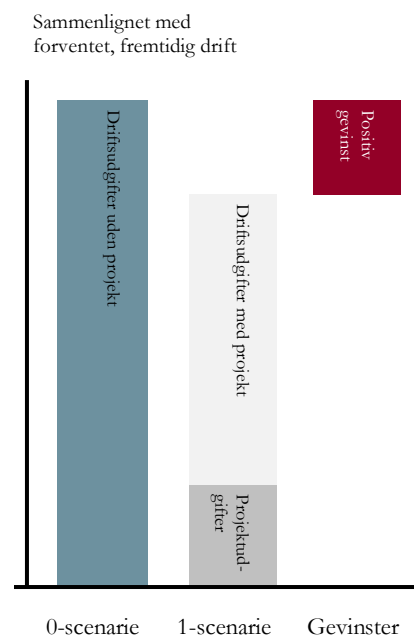 Sammenlignet med
forventet, fremtidig drift
Driftsudgifter uden projekt
Driftsudgifter med projekt
Projektud-
gifter
Positiv
gevinst
0-scenarie
1-scenarie
Gevinster